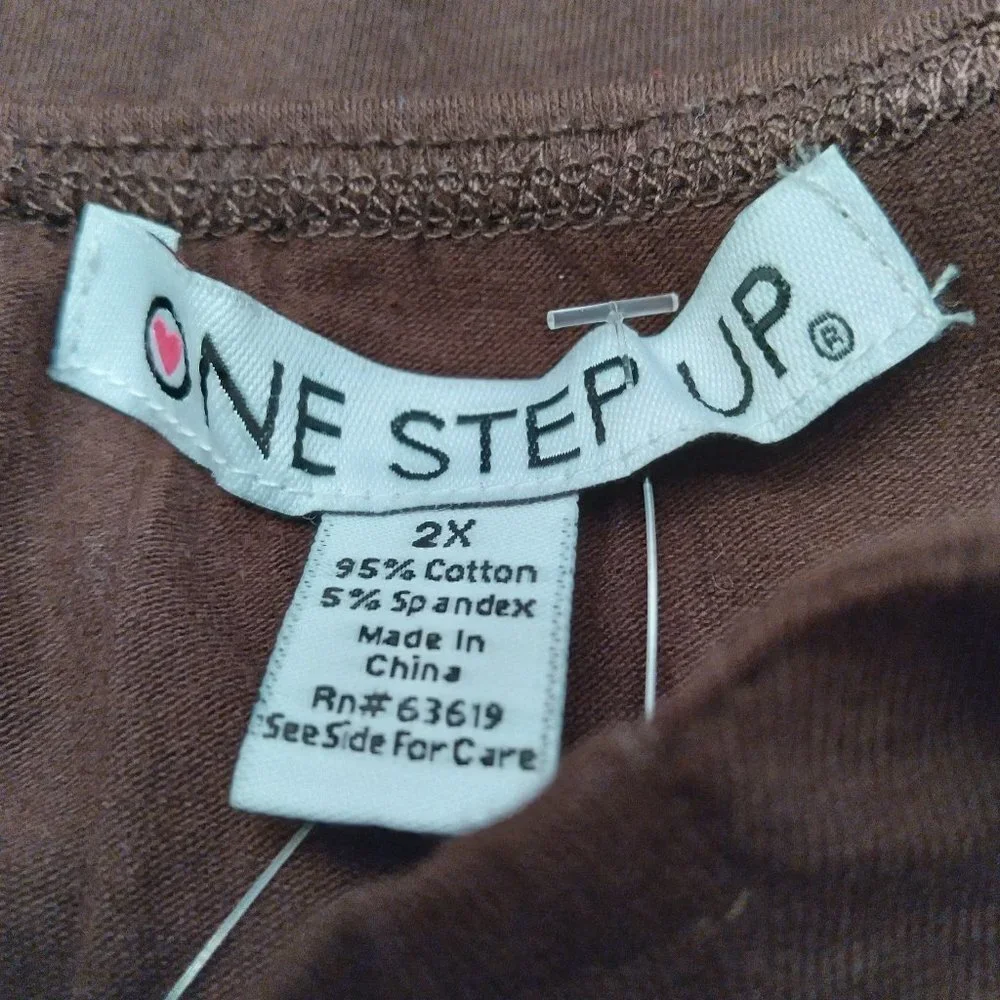 ONE STEP UP®
2X
95% Cotton
5% Spandex
Made In
China
Rn# 63619
See Side For Care